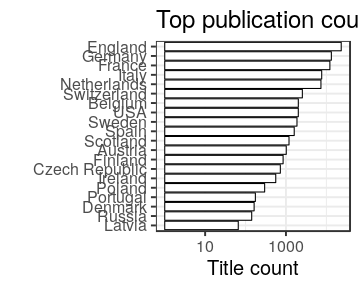 Top publication cou
England
Germany
France
Italy
Netherlands
Switzerland
Belgium
USA
Sweden
Spain
Scotland
Austria
Finland
Czech Republic
Ireland
Poland
Portugal
Denmark
Russia
Latvia
10 1000
Title count